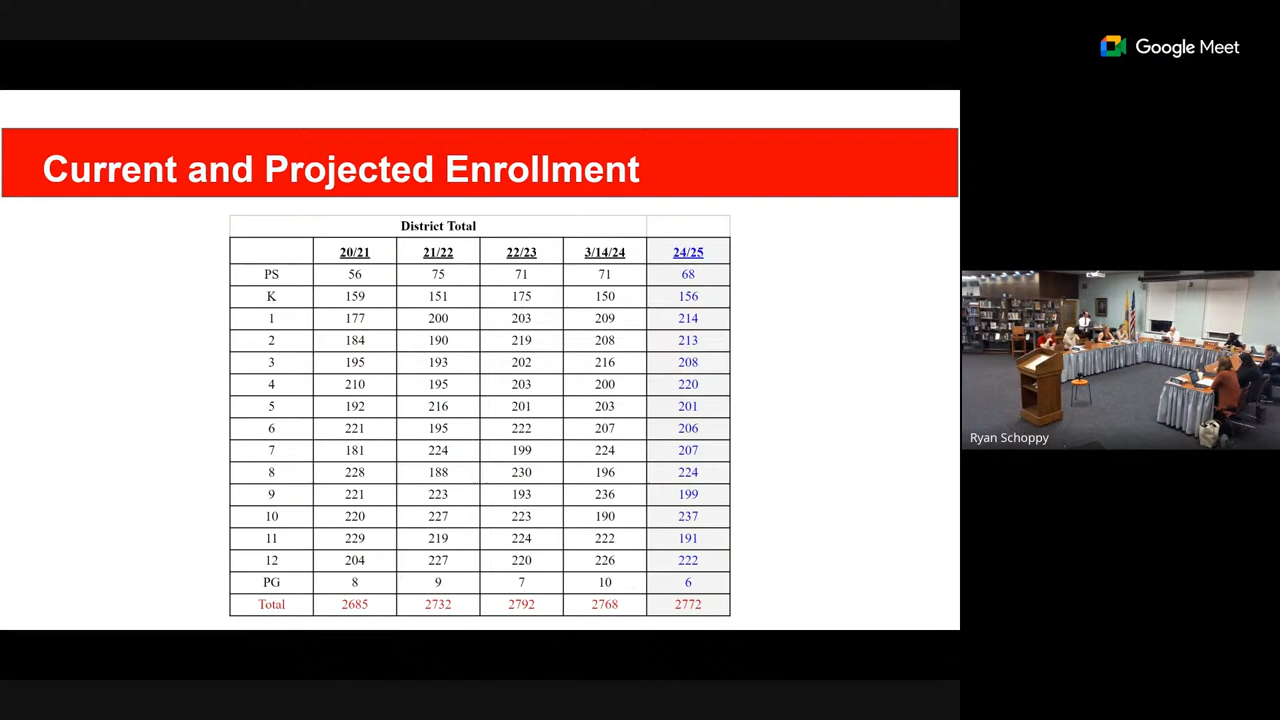 Google Meet
Current and Projected Enrollment
District Total
20/21 21/22 22/23 3/14/24 24/25
PS 56 75 71 71 68
K 159 151 175 150 156
1 177 200 203 209 214
2 184 190 219 208 213
3 195 193 202 216 208
4 210 195 203 200 220
5 192 216 201 203 201
6 221 195 222 207 206
7 181 224 199 224 207
8 228 188 230 196 224
9 221 223 193 236 199
10 220 227 223 190 237
11 229 219 224 222 191
12 204 227 220 226 222
PG 8 9 7 10 6
Total 2685 2732 2792 2768 2772
Ryan Schoppy